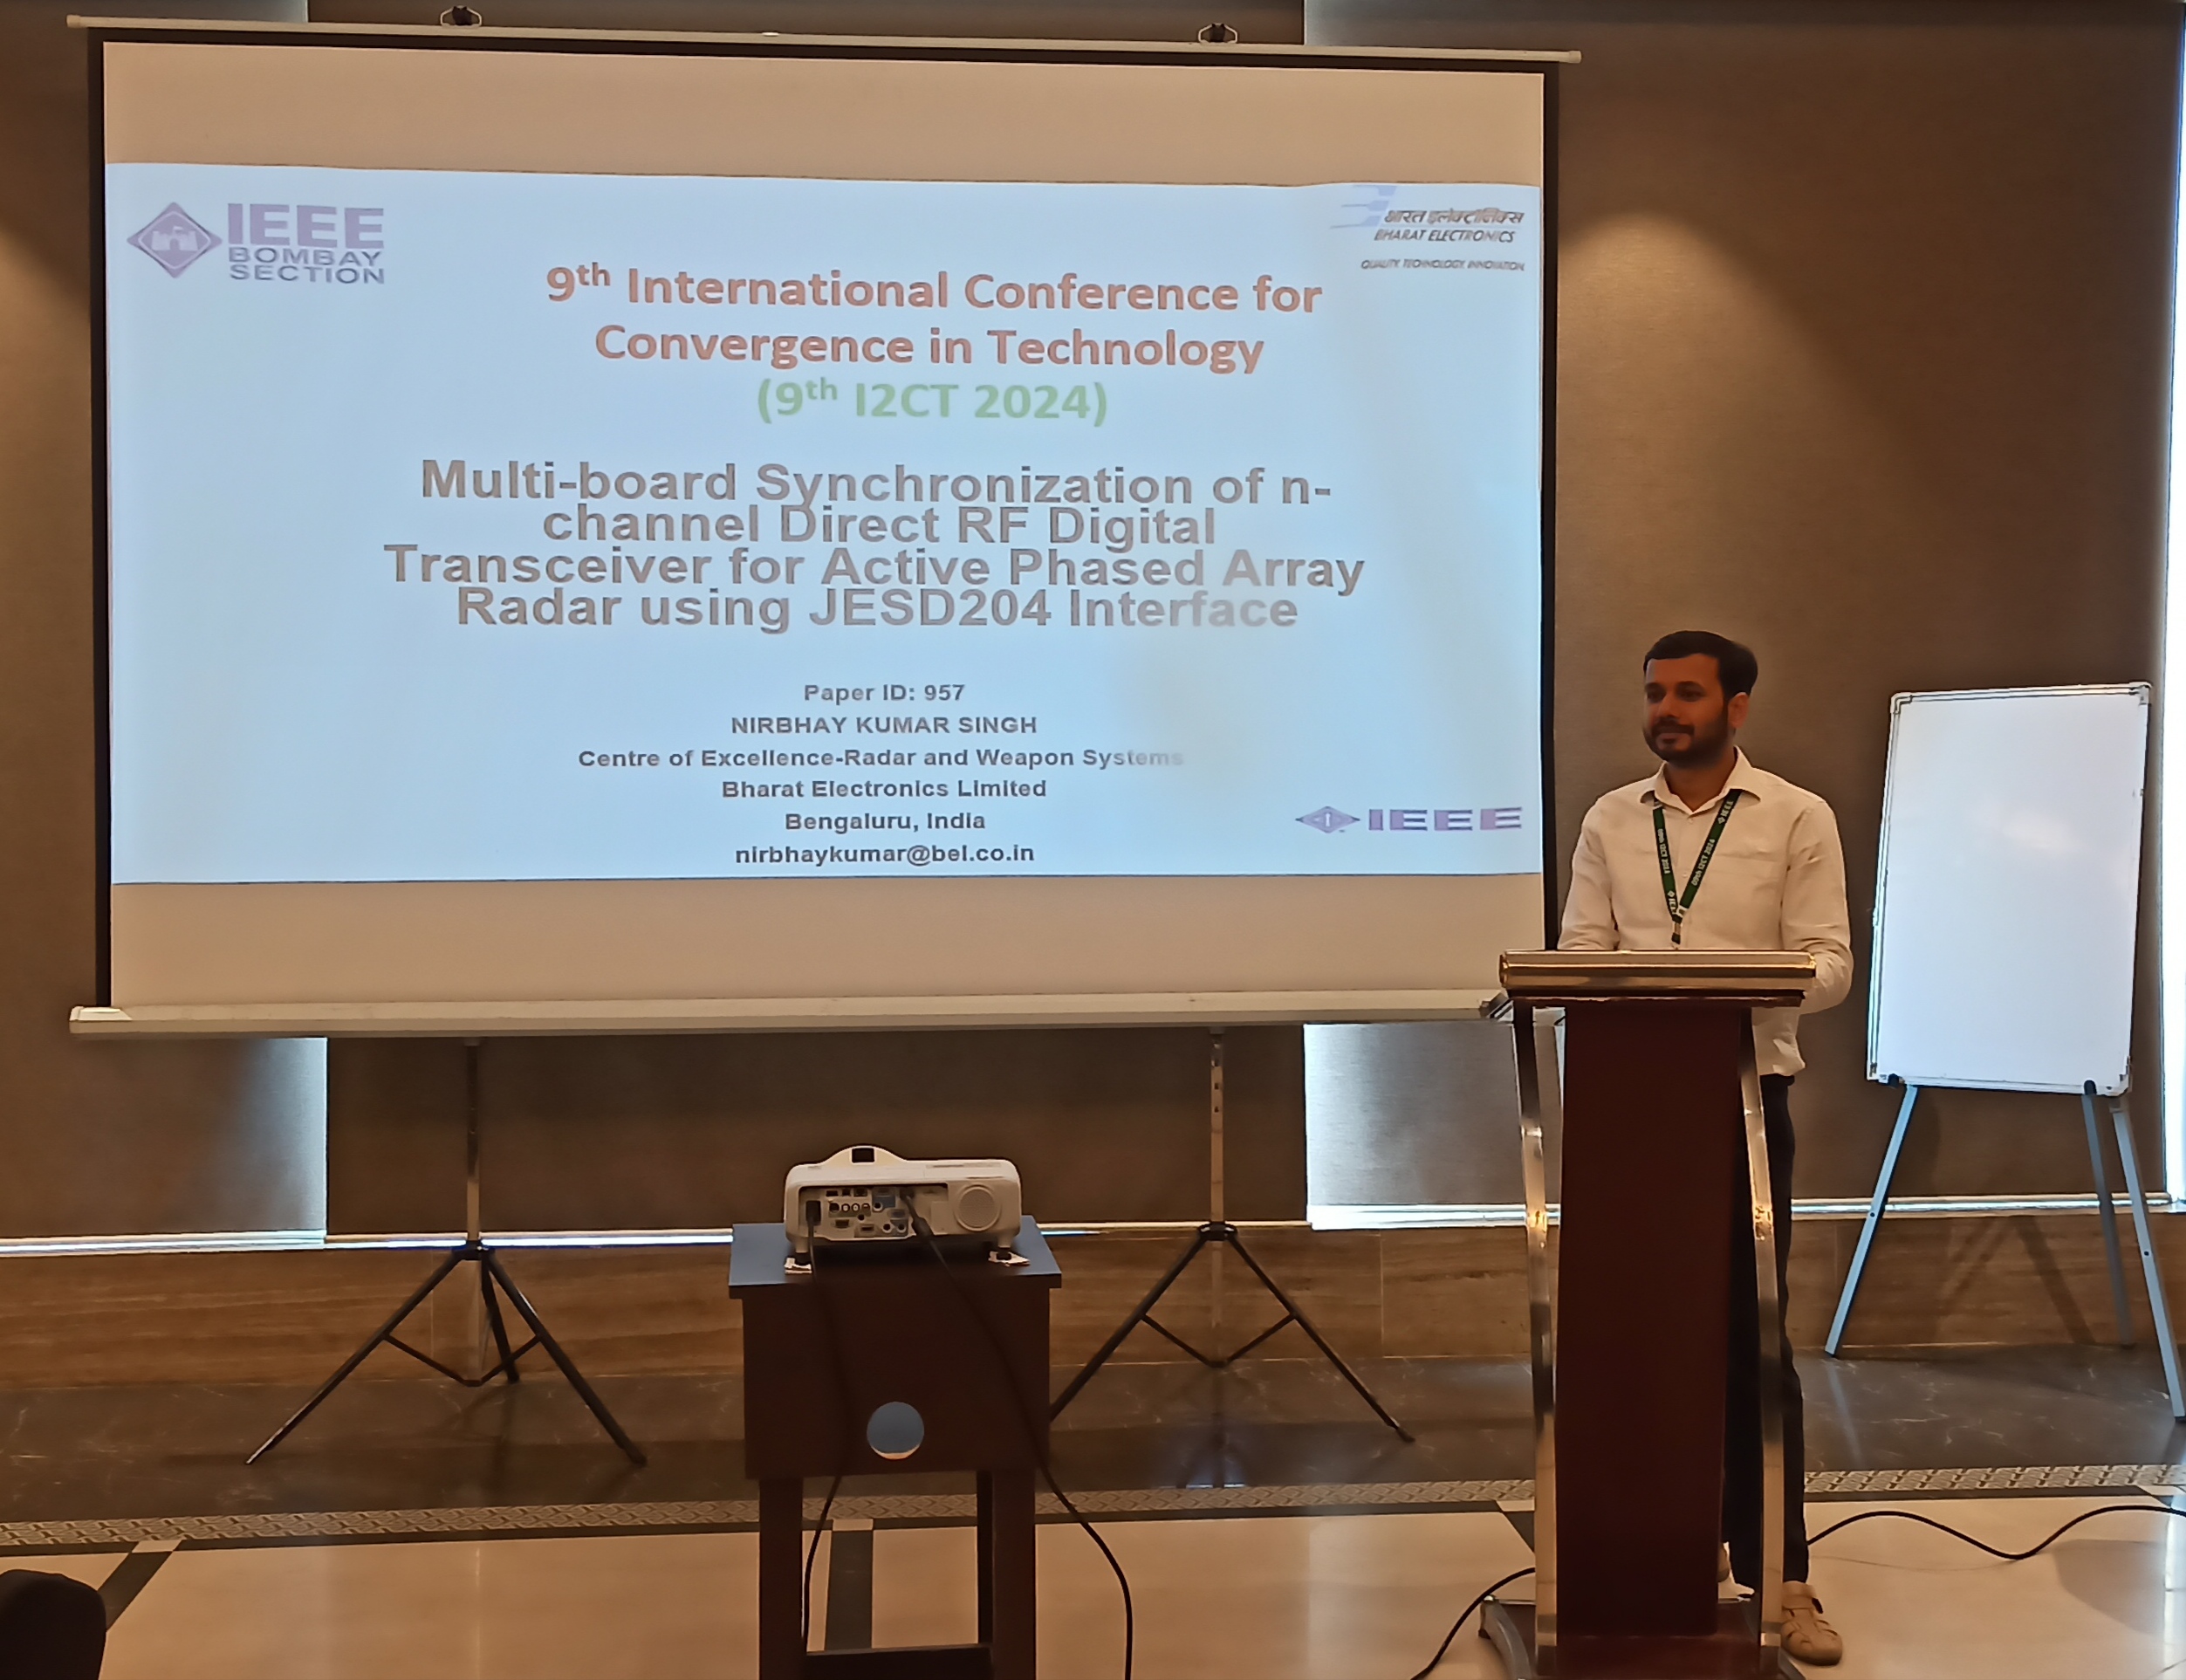 IEEE
BOMBAY
SECTION
भारत इलेक्ट्रॉनिक्स
BHARAT ELECTRONICS
QUALITY. TECHNOLOGY. INNOVATION.
9th International Conference for
Convergence in Technology
(9th I2CT 2024)
Multi-board Synchronization of n-
channel Direct RF Digital
Transceiver for Active Phased Array
Radar using JESD204 Interface
Paper ID: 957
NIRBHAY KUMAR SINGH
Centre of Excellence-Radar and Weapon Systems
Bharat Electronics Limited
Bengaluru, India
nirbhaykumar@bel.co.in
IEEE
IEEE
I2CT 2024